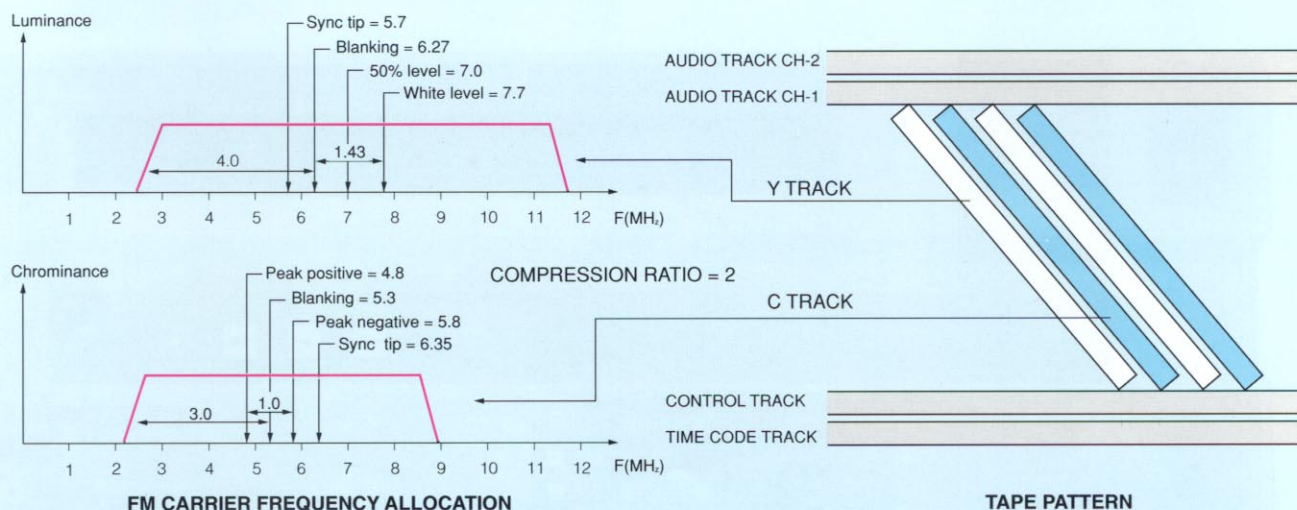 Luminance
Sync tip = 5.7
Blanking = 6.27
50% level = 7.0
White level = 7.7
4.0
1.43
1 2 3 4 5 6 7 8 9 10 11 12 F(MHz)
Chrominance
Peak positive = 4.8
Blanking = 5.3
Peak negative = 5.8
Sync tip = 6.35
3.0
1.0
1 2 3 4 5 6 7 8 9 10 11 12 F(MHz)
FM CARRIER FREQUENCY ALLOCATION
COMPRESSION RATIO = 2
AUDIO TRACK CH-2
AUDIO TRACK CH-1
Y TRACK
C TRACK
CONTROL TRACK
TIME CODE TRACK
TAPE PATTERN